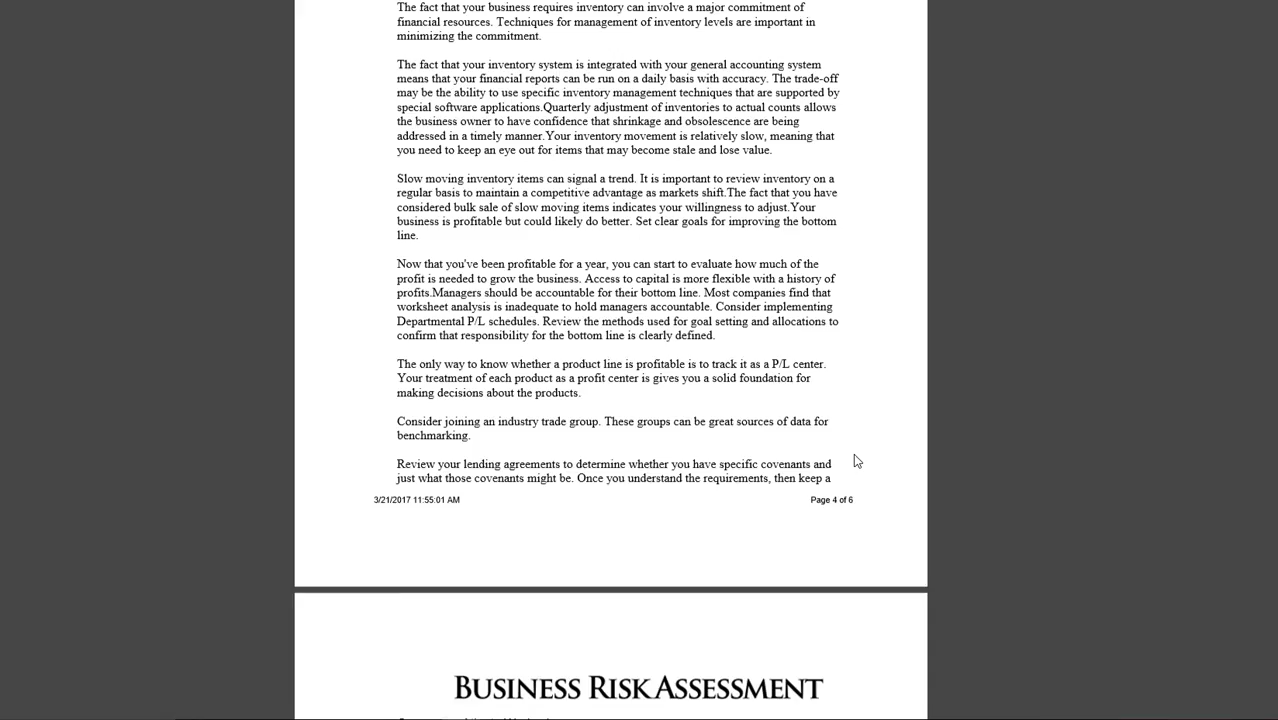 The fact that your business requires inventory can involve a major commitment of
financial resources. Techniques for management of inventory levels are important in
minimizing the commitment.
The fact that your inventory system is integrated with your general accounting system
means that your financial reports can be run on a daily basis with accuracy. The trade-off
may be the ability to use specific inventory management techniques that are supported by
special software applications.Quarterly adjustment of inventories to actual counts allows
the business owner to have confidence that shrinkage and obsolescence are being
addressed in a timely manner.Your inventory movement is relatively slow, meaning that
you need to keep an eye out for items that may become stale and lose value.
Slow moving inventory items can signal a trend. It is important to review inventory on a
regular basis to maintain a competitive advantage as markets shift.The fact that you have
considered bulk sale of slow moving items indicates your willingness to adjust.Your
business is profitable but could likely do better. Set clear goals for improving the bottom
line.
Now that you've been profitable for a year, you can start to evaluate how much of the
profit is needed to grow the business. Access to capital is more flexible with a history of
profits.Managers should be accountable for their bottom line. Most companies find that
worksheet analysis is inadequate to hold managers accountable. Consider implementing
Departmental P/L schedules. Review the methods used for goal setting and allocations to
confirm that responsibility for the bottom line is clearly defined.
The only way to know whether a product line is profitable is to track it as a P/L center.
Your treatment of each product as a profit center is gives you a solid foundation for
making decisions about the products.
Consider joining an industry trade group. These groups can be great sources of data for
benchmarking.
Review your lending agreements to determine whether you have specific covenants and
just what those covenants might be. Once you understand the requirements, then keep a
3/21/2017 11:55:01 AM Page 4 of 6
BUSINESS RISK ASSESSMENT